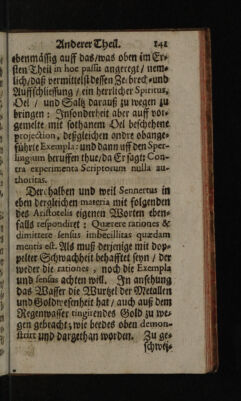 Anderer Theil. 141
ebenmässig auff das / was oben im Er-
sten Theil in hoc passu angeregt / nem-
lich / daß vermittelst dessen Zerbrech- und
Auffschliessung / ein herrlicher Spiritus,
Oel / und Saltz darauß zu wegen zu
bringen: Insonderheit aber auff vor-
gemelte mit sothanem Oel beschehene
projection, deßgleichen andre obange-
führte Exempla: und dann uff den Sper-
lingium beruffen thue / da Er sagt: Con-
tra experimenta Scriptorum nulla au-
thoritas.
Derhalben und weil Sennertus in
eben dergleichen materia mit folgenden
des Aristotelis eigenen Worten eben-
falls respondiret: Quærere rationes &
dimittere sensus imbecillitas quædam
mentis est. Als muß derjenige mit dop-
pelter Schwachheit behafftet seyn / der
weder die rationes, noch die Exempla
und sensus achten will. In ansehung
das Wasser die Wurtzel der Metallen
und Goldwesenheit hat / auch auß dem
Regenwasser tingirendes Gold zu we-
gen gebracht; wie beedes oben demon-
strirt und dargethan worden. Zu ge-
schwei-